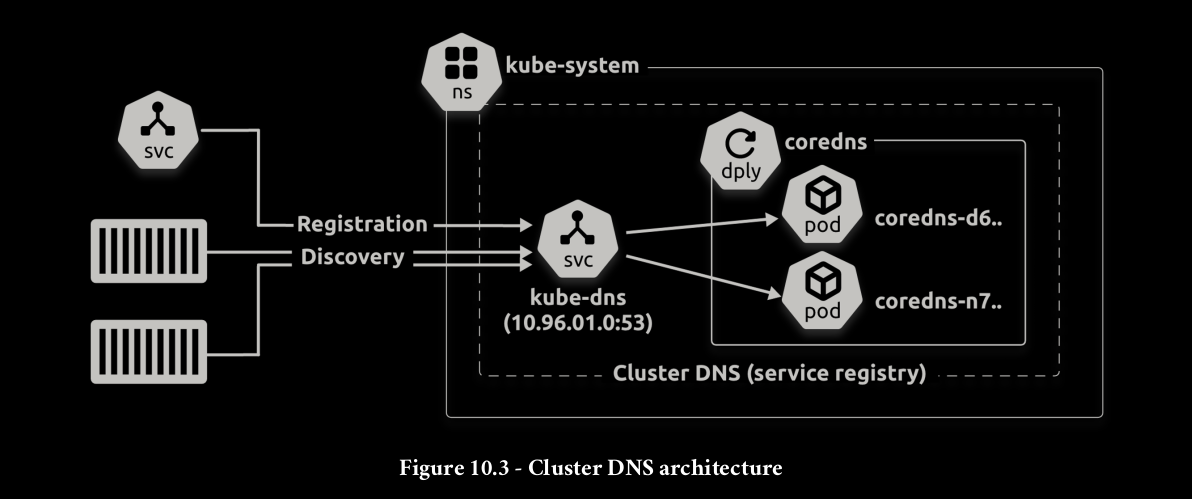 ns
kube-system
svc
dply
coredns
pod
coredns-d6..
Registration
Discovery
svc
kube-dns
(10.96.01.0:53)
pod
coredns-n7..
Cluster DNS (service registry)
Figure 10.3 - Cluster DNS architecture